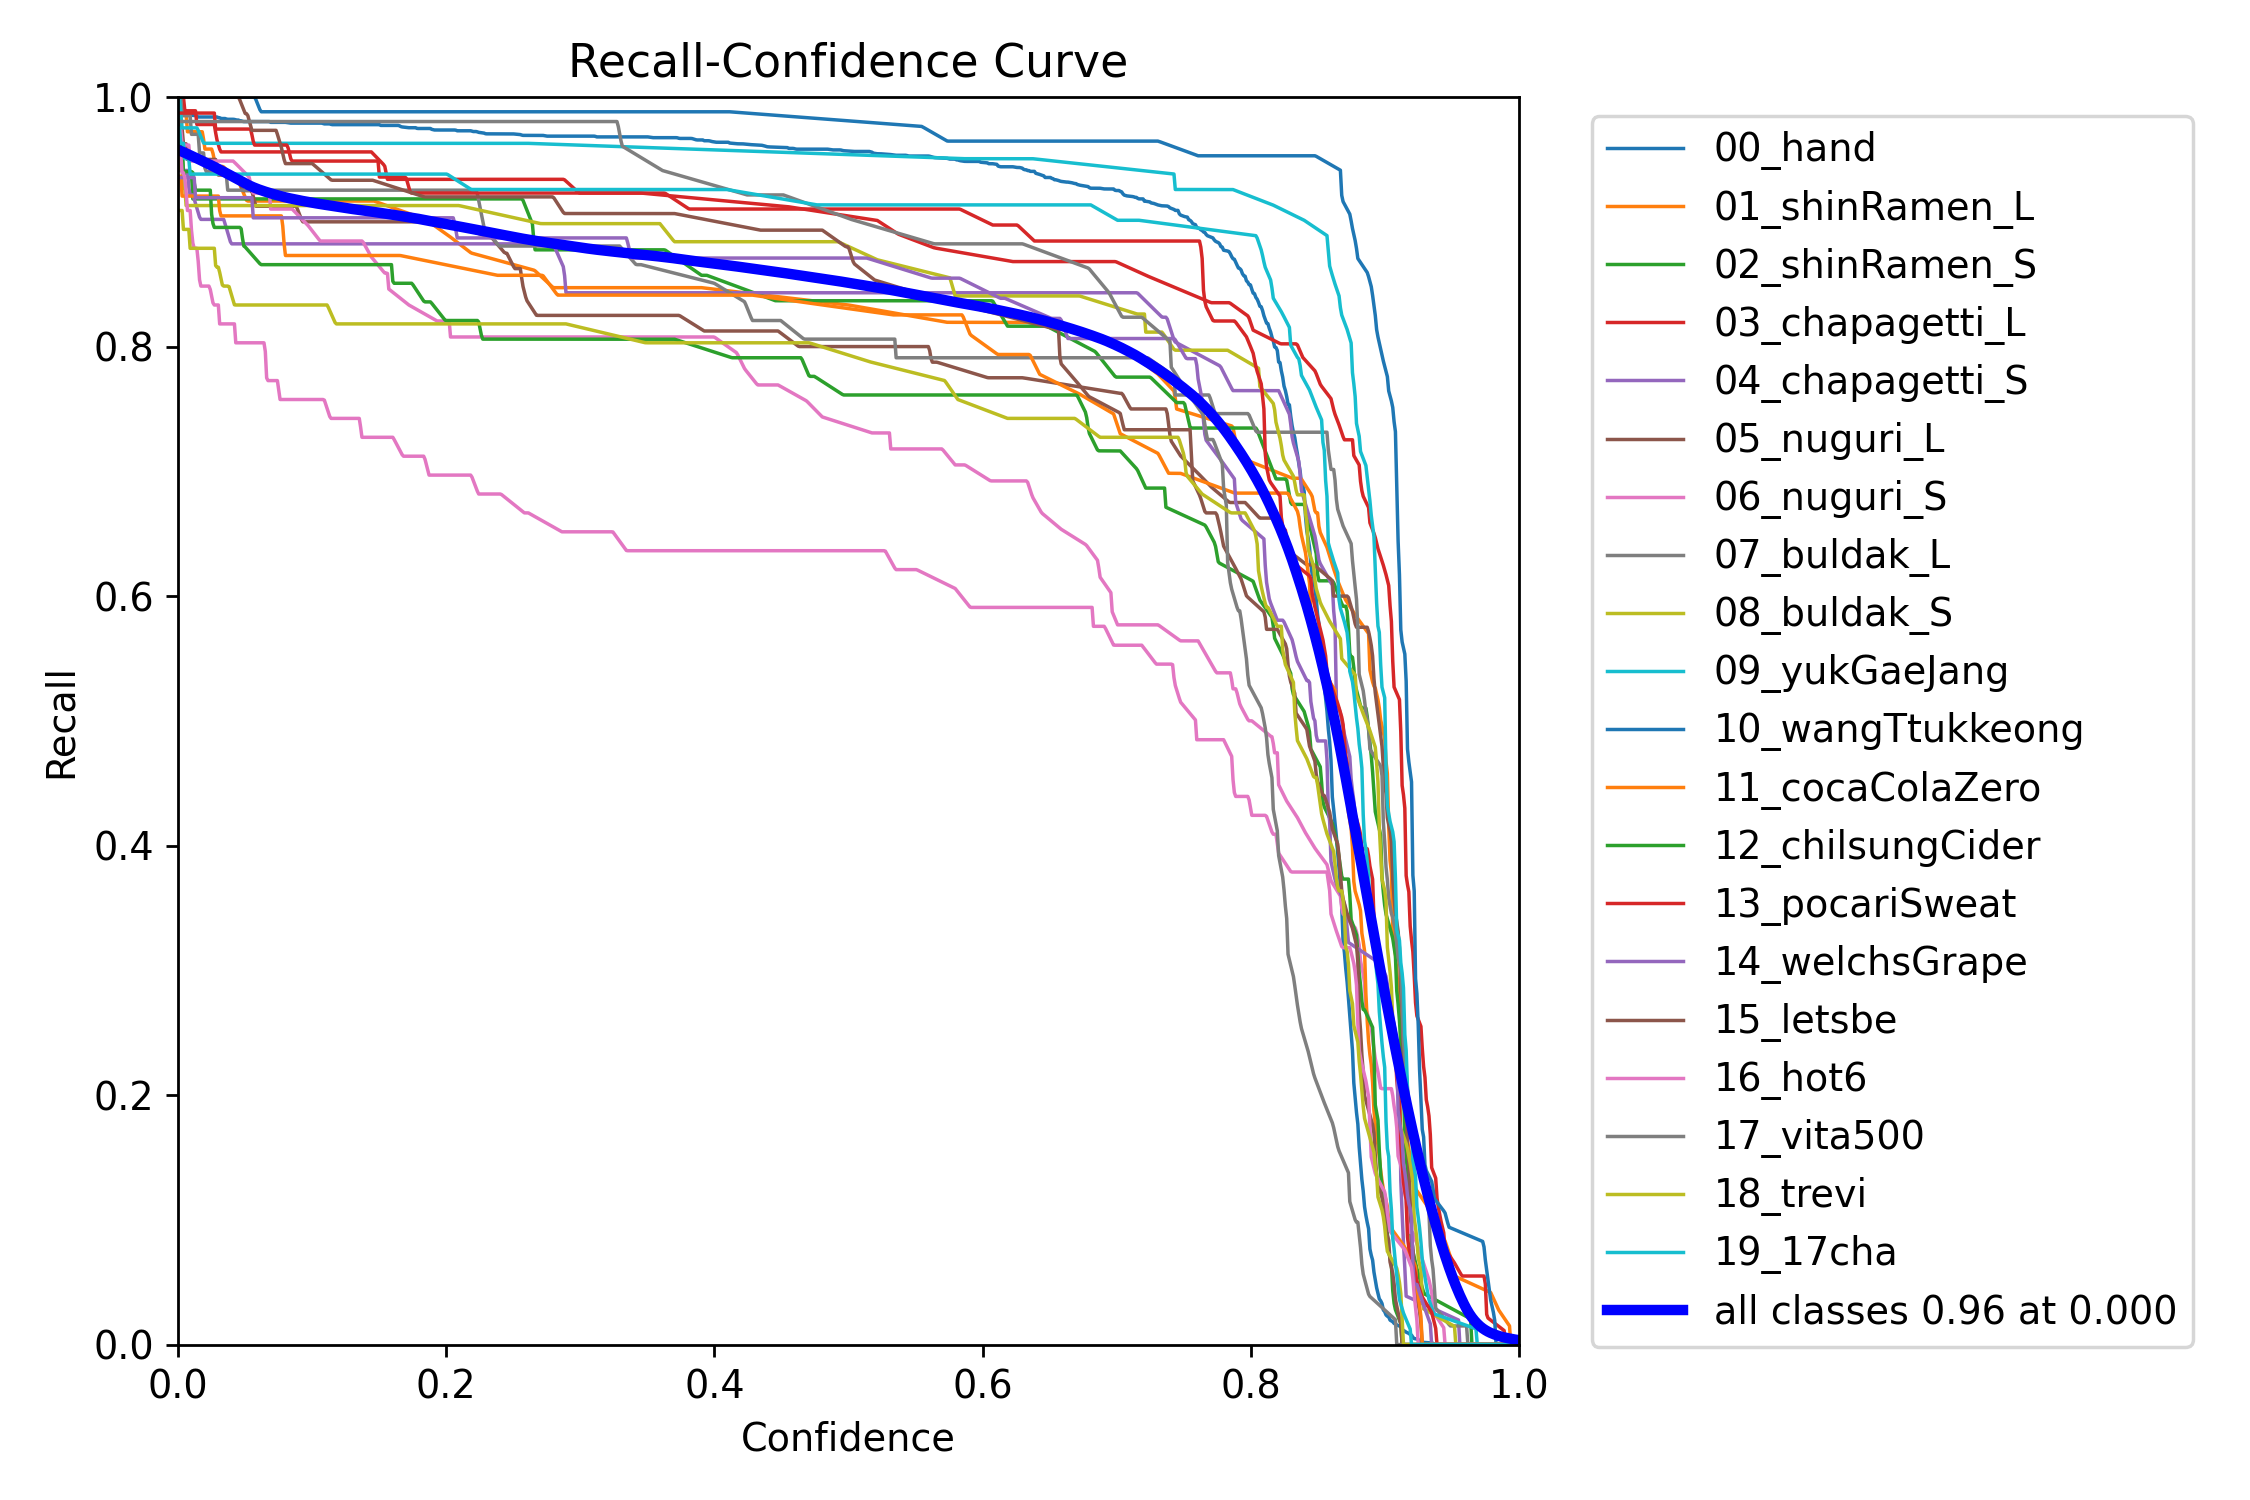 Recall-Confidence Curve
1.0
0.8
0.6
0.4
0.2
0.0
Recall
0.0 0.2 0.4 0.6 0.8 1.0
Confidence
00_hand
01_shinRamen_L
02_shinRamen_S
03_chapagetti_L
04_chapagetti_S
05_nuguri_L
06_nuguri_S
07_buldak_L
08_buldak_S
09_yukGaeJang
10_wangTtukkeong
11_cocaColaZero
12_chilsungCider
13_pocariSweat
14_welchsGrape
15_letsbe
16_hot6
17_vita500
18_trevi
19_17cha
all classes 0.96 at 0.000